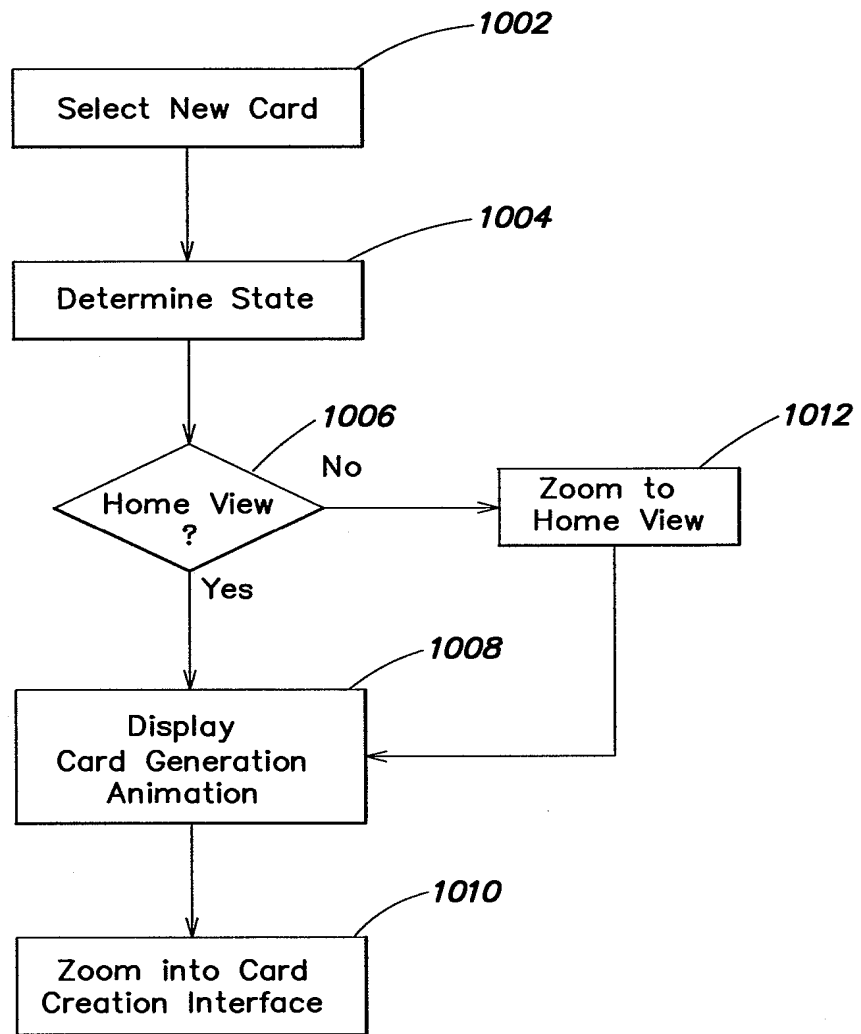 1002
Select New Card
1004
Determine State
1006
Home View
?
No
1012
Zoom to
Home View
Yes
1008
Display
Card Generation
Animation
1010
Zoom into Card
Creation Interface